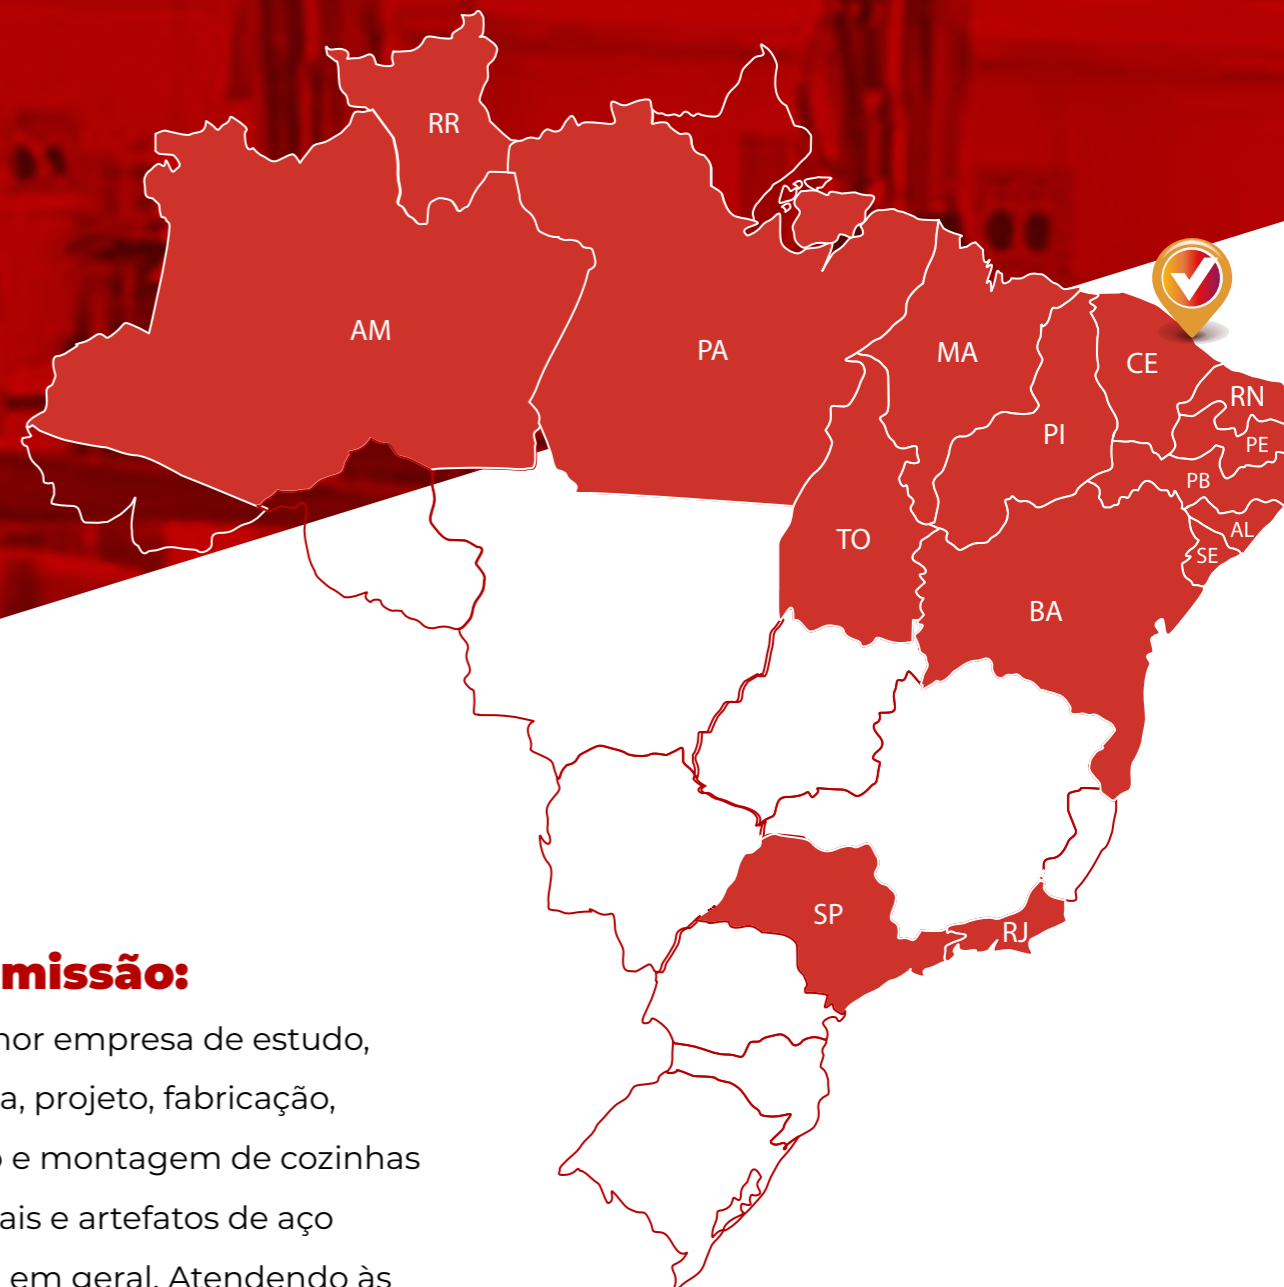 RR
AM
PA
MA
CE
RN
PI
PE
PB
TO
AL
SE
BA
SP
RJ
missão:
nor empresa de estudo,
a, projeto, fabricação,
o e montagem de cozinhas
ais e artefatos de aço
em geral. Atendendo às